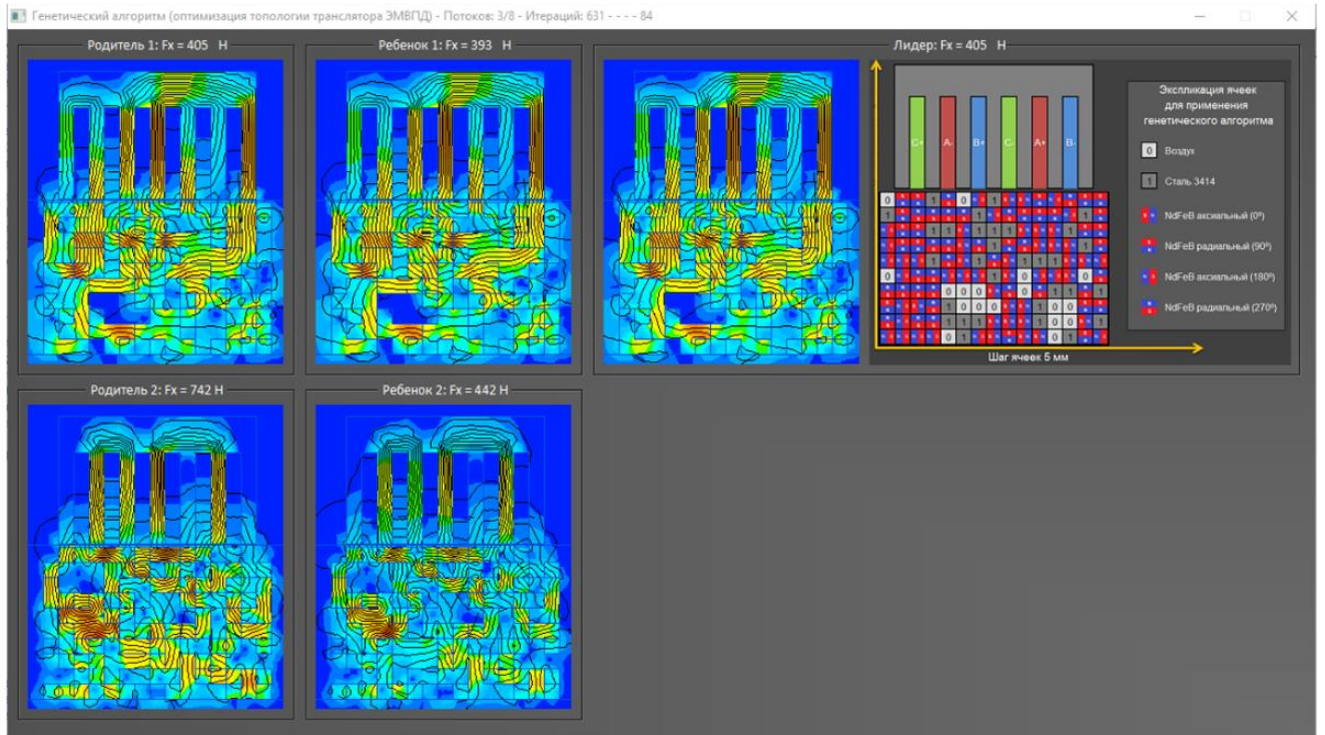 Генетический алгоритм (оптимизация топологии транслятора ЭМВПД) - Потоков: 3/8 - Итераций: 631 - - - - 84
Родитель 1: Fx = 405 Н
Ребенок 1: Fx = 393 Н
Лидер: Fx = 405 Н
C+ A- B+ C- A+ B-
Экспликация ячеек
для применения
генетического алгоритма
0 Воздух
1 Сталь 3414
NdFeB аксиальный (0º)
NdFeB радиальный (90º)
NdFeB аксиальный (180º)
NdFeB радиальный (270º)
Шаг ячеек 5 мм
Родитель 2: Fx = 742 Н
Ребенок 2: Fx = 442 Н